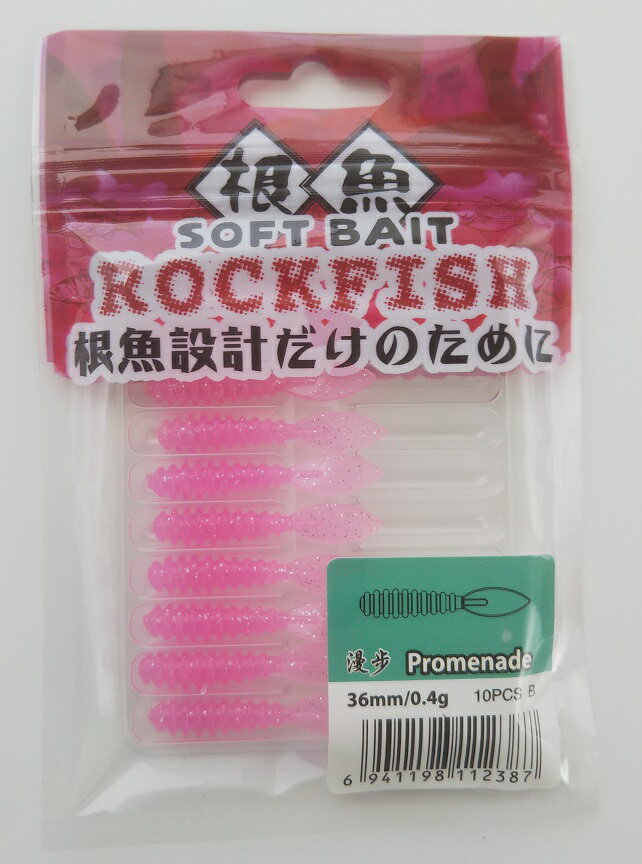 根魚
SOFT BAIT
ROCKFISH
根魚設計だけのために
漫步 Promenade
36mm/0.4g 10PCS B
6 941198 112387